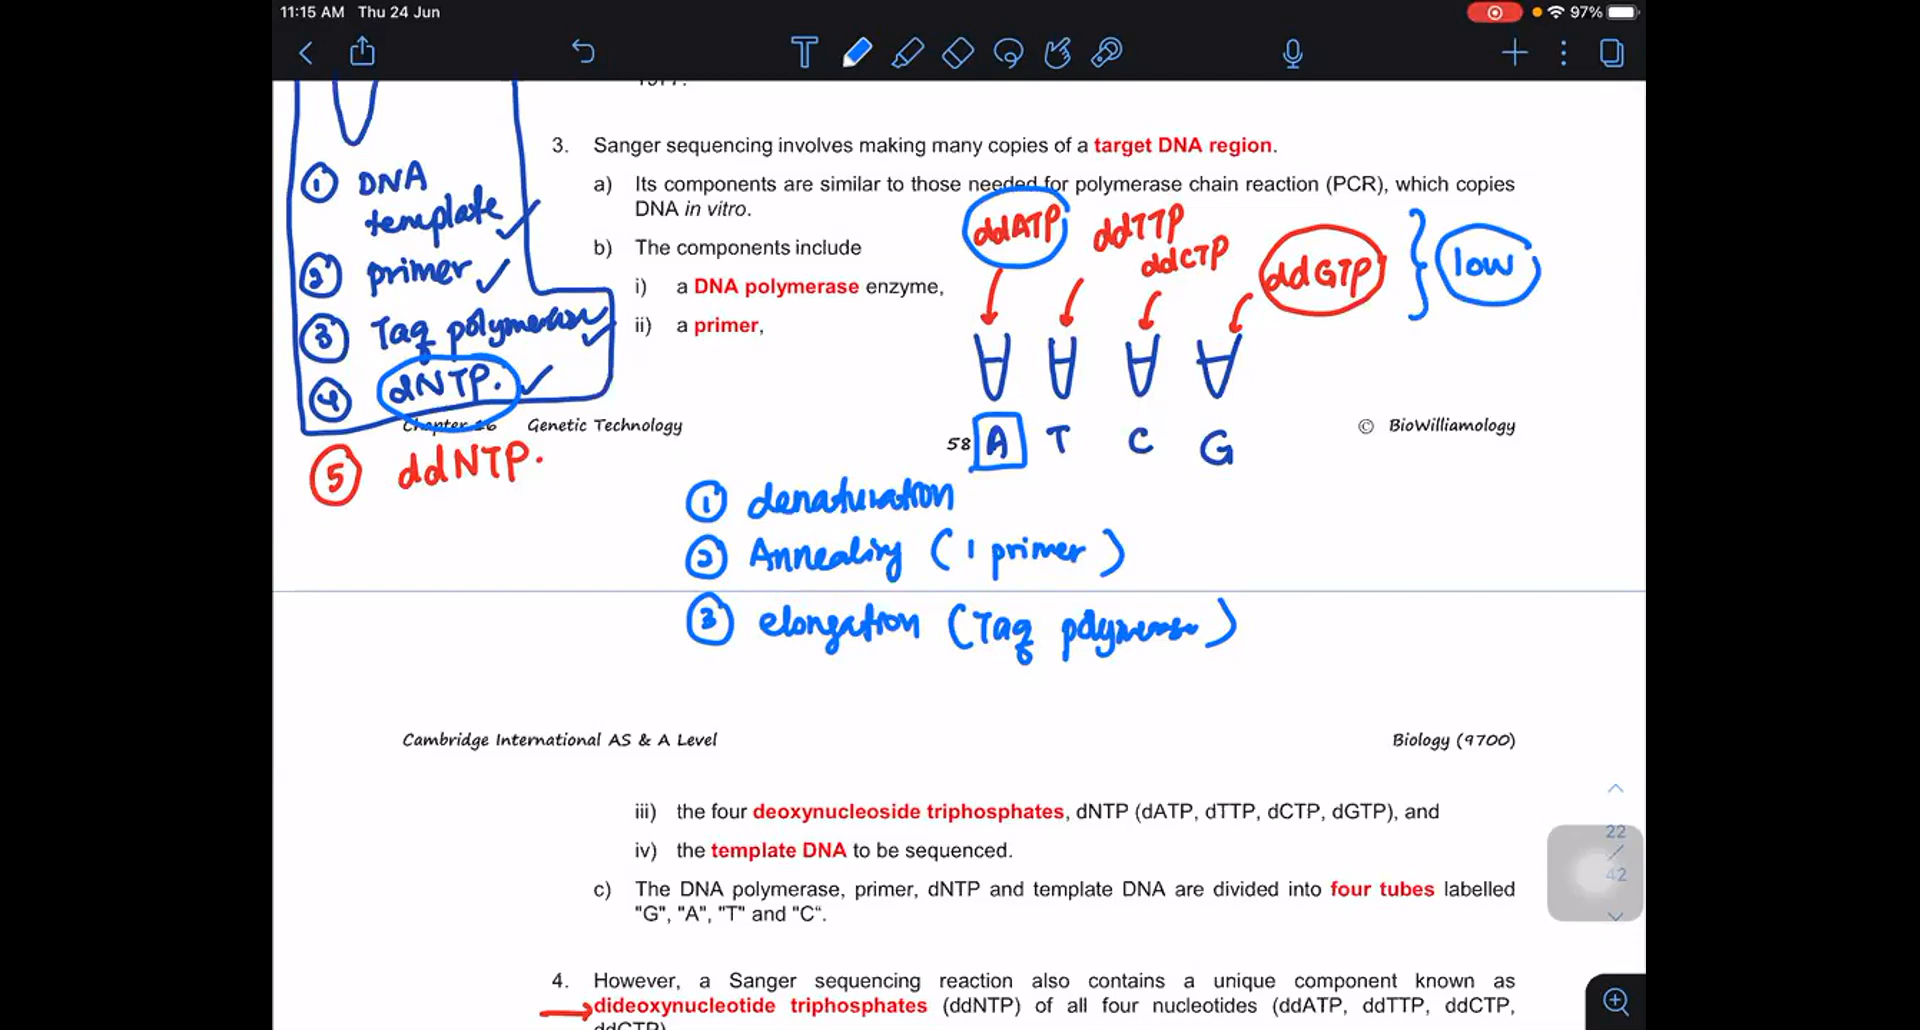 11:15 AM Thu 24 Jun
97%
3. Sanger sequencing involves making many copies of a target DNA region.
a) Its components are similar to those needed for polymerase chain reaction (PCR), which copies
DNA in vitro.
b) The components include
i) a DNA polymerase enzyme,
ii) a primer,
① DNA
template ✓
② primer ✓
③ Taq polymerase ✓
④ dNTP. ✓
⑤ ddNTP.
ddATP ddTTP
ddCTP ddGTP } low
Chapter 16 Genetic Technology
58
© BioWilliamology
A T C G
① denaturation
② Annealing (1 primer)
③ elongation (Taq polymerase)
Cambridge International AS & A Level
Biology (9700)
iii) the four deoxynucleoside triphosphates, dNTP (dATP, dTTP, dCTP, dGTP), and
iv) the template DNA to be sequenced.
c) The DNA polymerase, primer, dNTP and template DNA are divided into four tubes labelled
"G", "A", "T" and "C“.
22
/
42
4. However, a Sanger sequencing reaction also contains a unique component known as
dideoxynucleotide triphosphates (ddNTP) of all four nucleotides (ddATP, ddTTP, ddCTP,